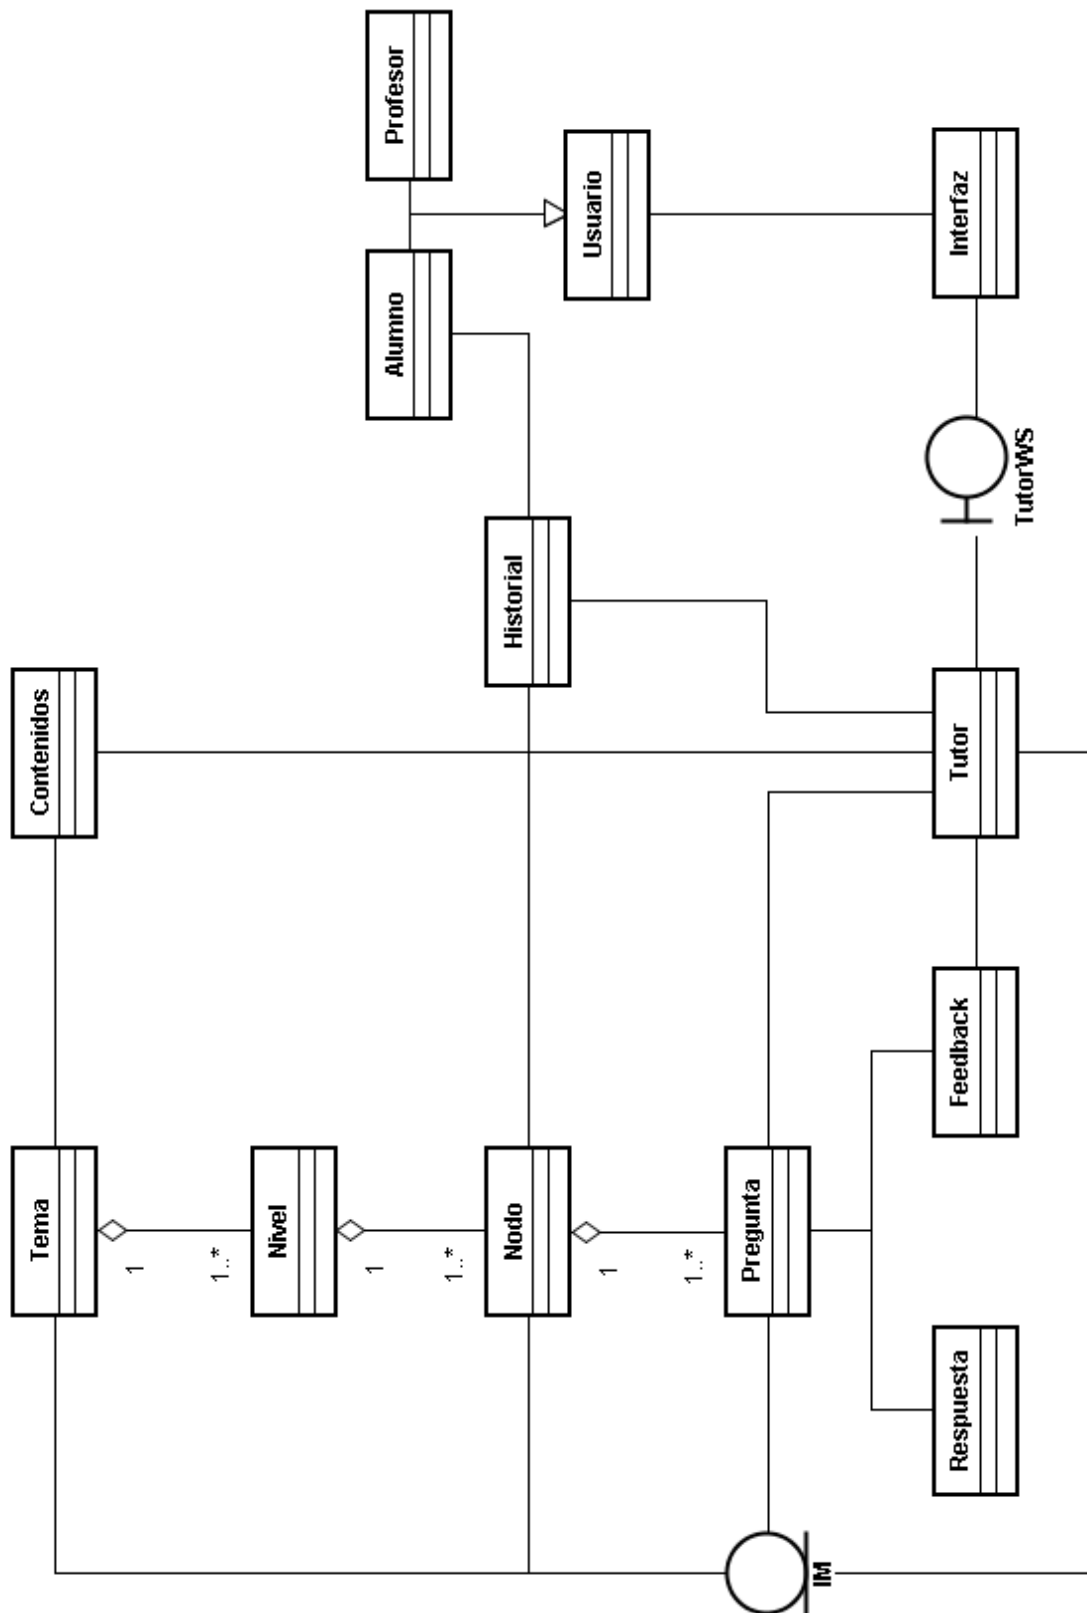 Tema
Contenidos
1
1..*
Nivel
1
Alumno
Profesor
1..*
Nodo
Historial
Usuario
1
1..*
Pregunta
IM
Respuesta
Feedback
Tutor
Interfaz
TutorWS